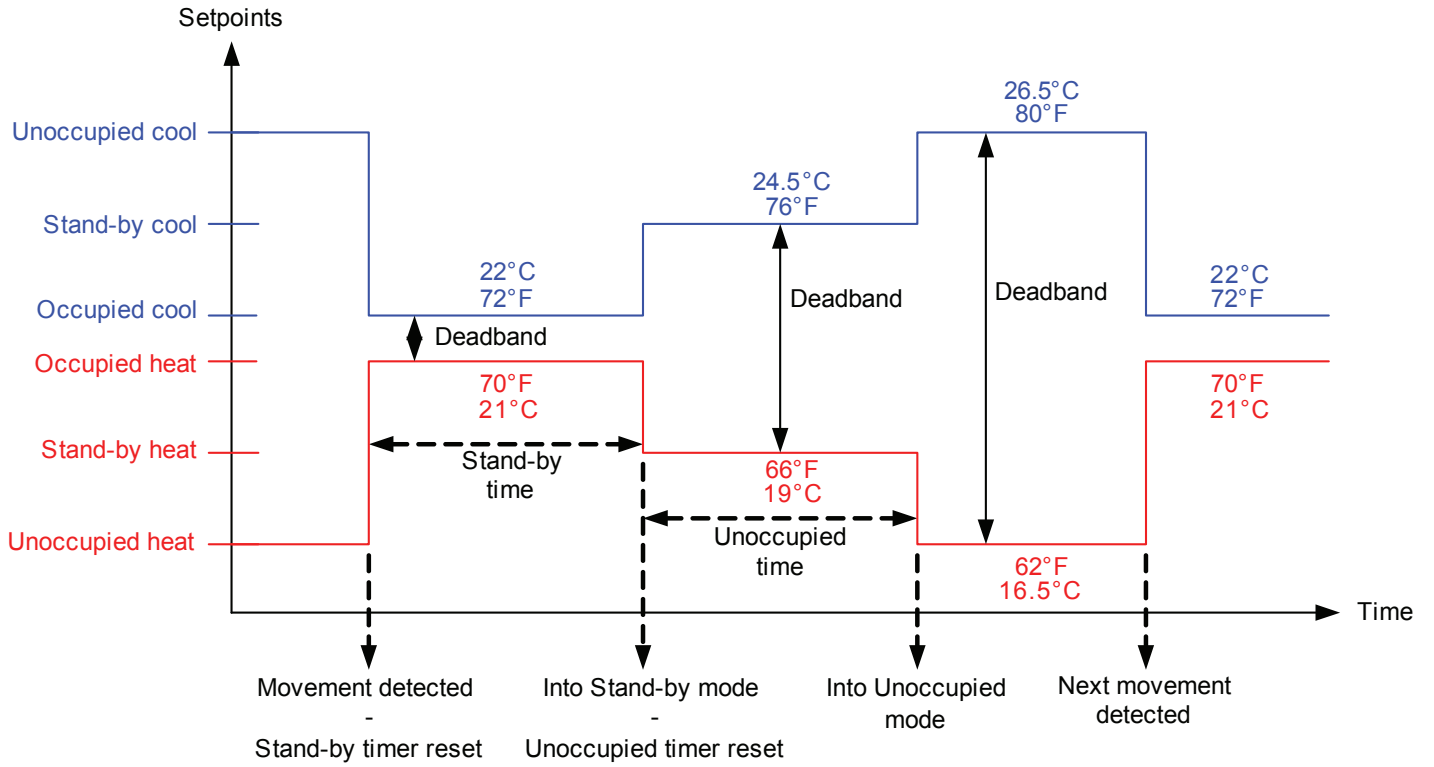 Setpoints
26.5°C
80°F
Unoccupied cool
24.5°C
76°F
Stand-by cool
22°C
72°F
22°C
72°F
Deadband
Deadband
Occupied cool
Deadband
Occupied heat
70°F
21°C
70°F
21°C
Stand-by heat
Stand-by
time
66°F
19°C
Unoccupied heat
Unoccupied
time
62°F
16.5°C
Time
Movement detected
-
Stand-by timer reset
Into Stand-by mode
-
Unoccupied timer reset
Into Unoccupied
mode
Next movement
detected